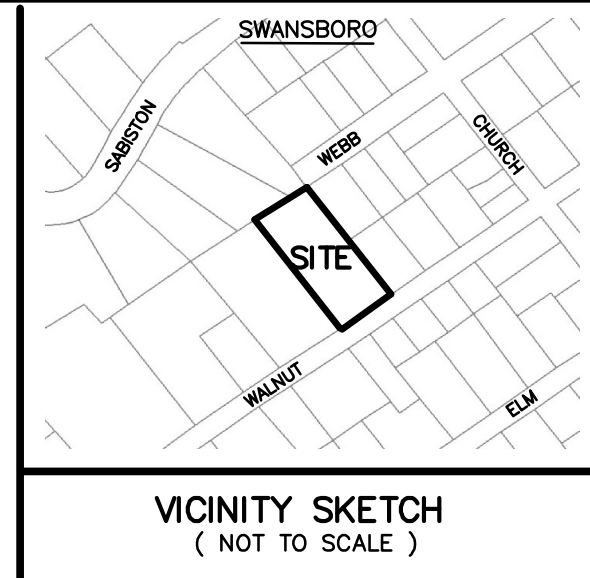 SWANSBORO
SABISTON
WEBB
CHURCH
SITE
WALNUT
ELM
VICINITY SKETCH
( NOT TO SCALE )